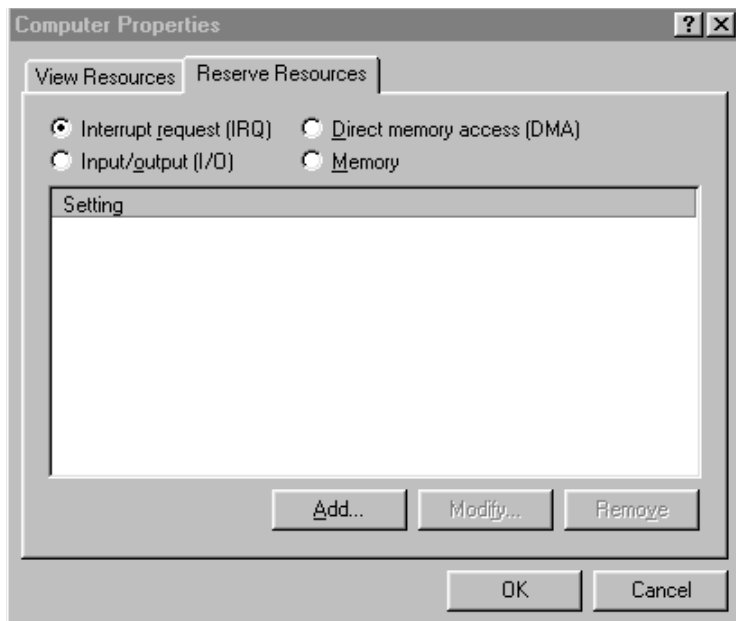 Computer Properties
View Resources Reserve Resources
Interrupt request (IRQ) Direct memory access (DMA)
Input/output (I/O) Memory
Setting
Add... Modify... Remove
OK Cancel